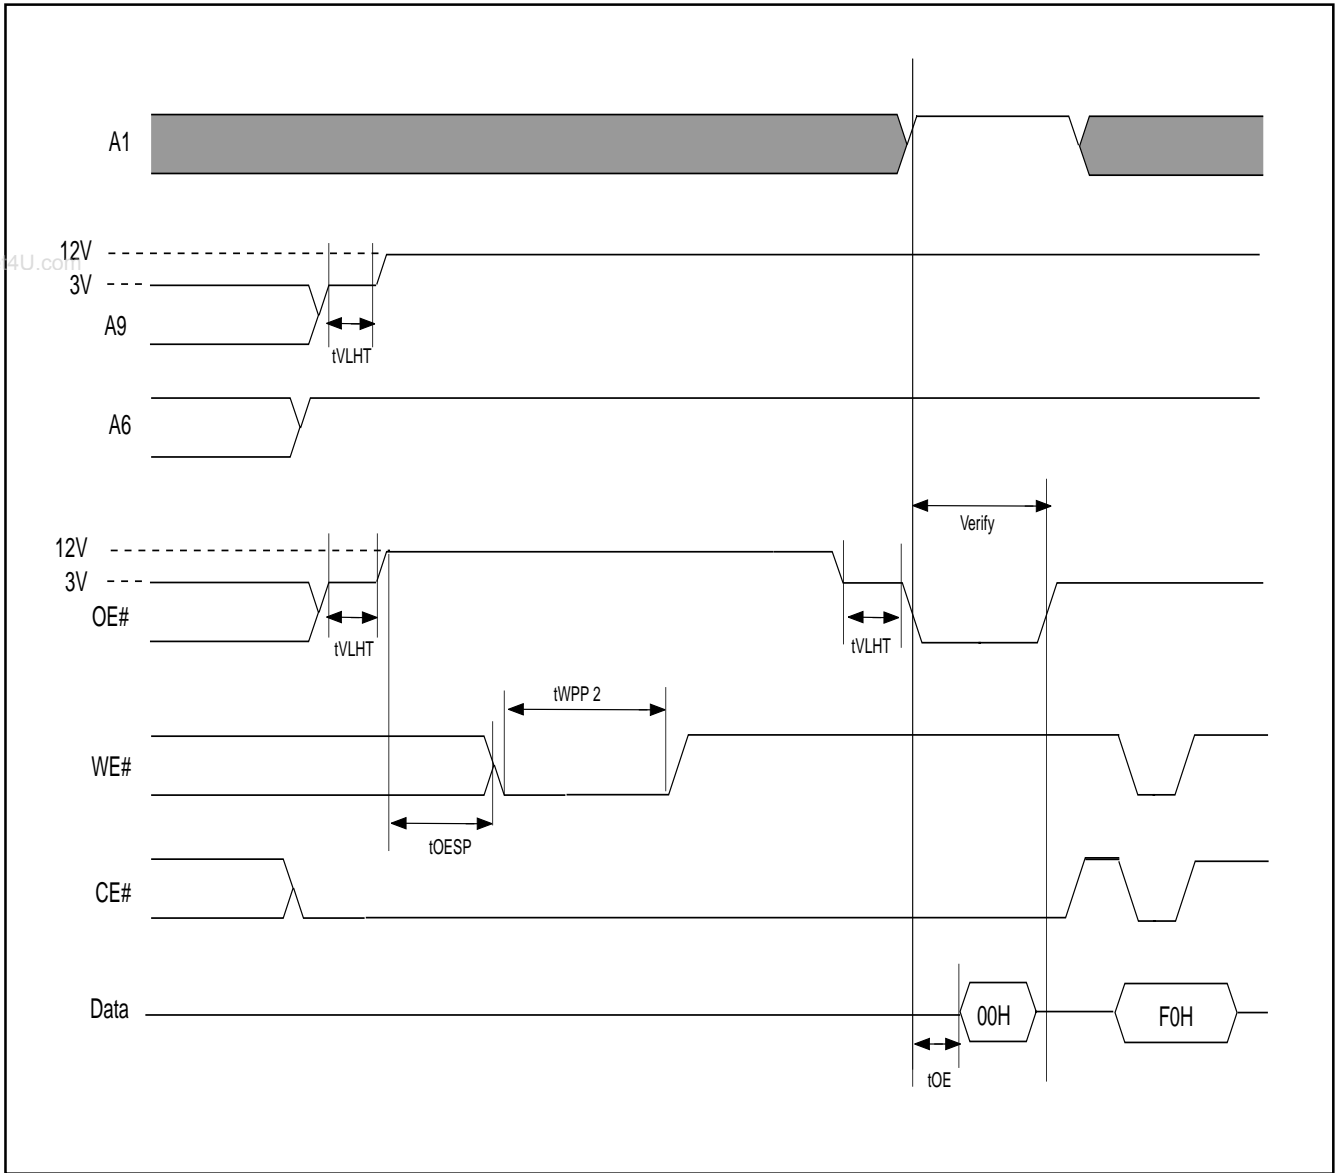 A1
12V
4U.com
3V
A9
tVLHT
A6
Verify
12V
3V
OE#
tVLHT
tVLHT
tWPP 2
WE#
tOESP
CE#
Data
00H
F0H
tOE